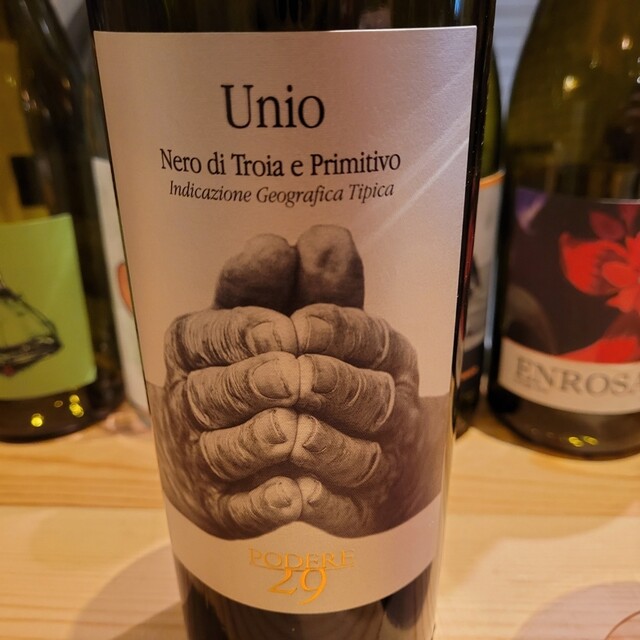 Unio
Nero di Troia e Primitivo
Indicazione Geografica Tipica
PODERE
29
ENROSA